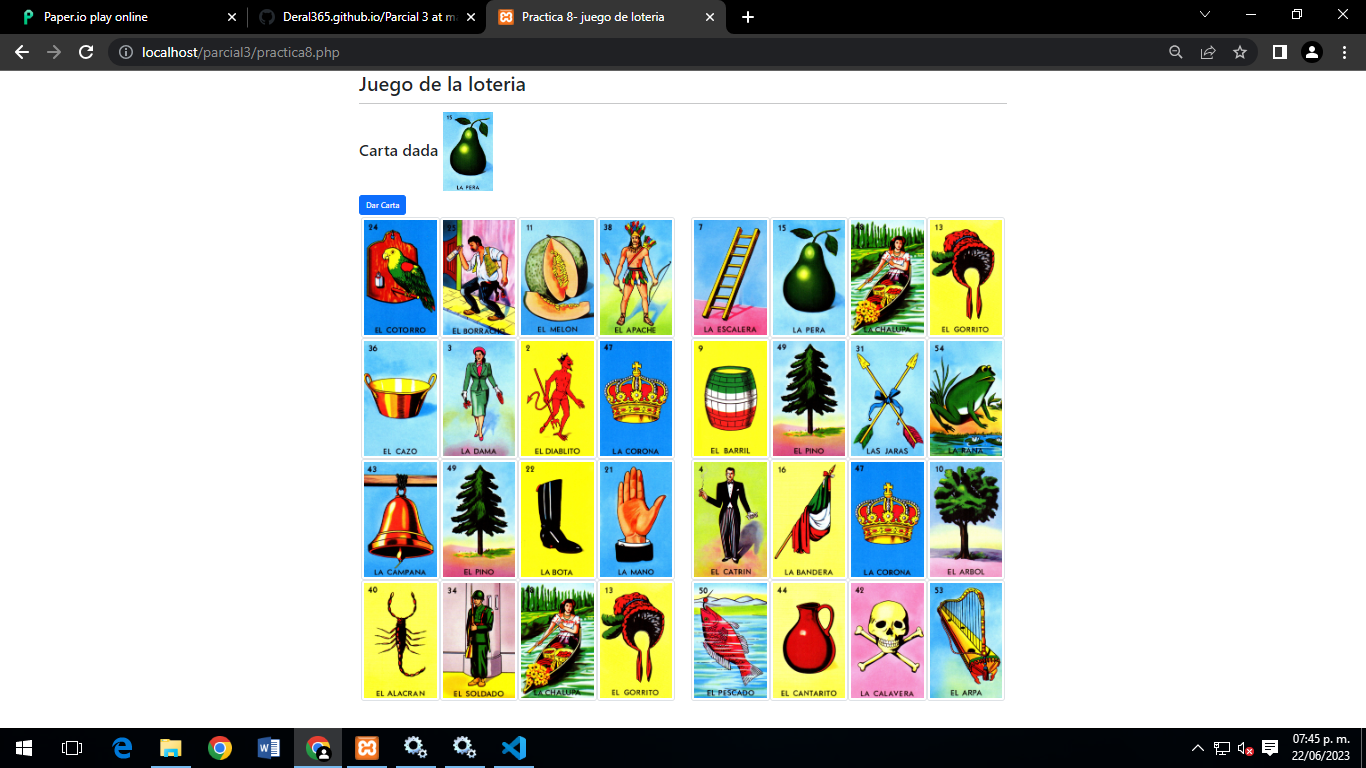 Paper.io play online
Deral365.github.io/Parcial 3 at ma
Practica 8- juego de loteria
localhost/parcial3/practica8.php
Juego de la loteria
Carta dada
15
LA PERA
Dar Carta
24 25 11 38
EL COTORRO EL BORRACHO EL MELON EL APACHE
36 3 2 47
EL CAZO LA DAMA EL DIABLITO LA CORONA
43 49 22 21
LA CAMPANA EL PINO LA BOTA LA MANO
40 34 48 13
EL ALACRAN EL SOLDADO LA CHALUPA EL GORRITO
7 15 48 13
LA ESCALERA LA PERA LA CHALUPA EL GORRITO
9 49 31 54
EL BARRIL EL PINO LAS JARAS LA RANA
4 16 47 10
EL CATRIN LA BANDERA LA CORONA EL ARBOL
50 44 42 53
EL PESCADO EL CANTARITO LA CALAVERA EL ARPA
07:45 p. m.
22/06/2023